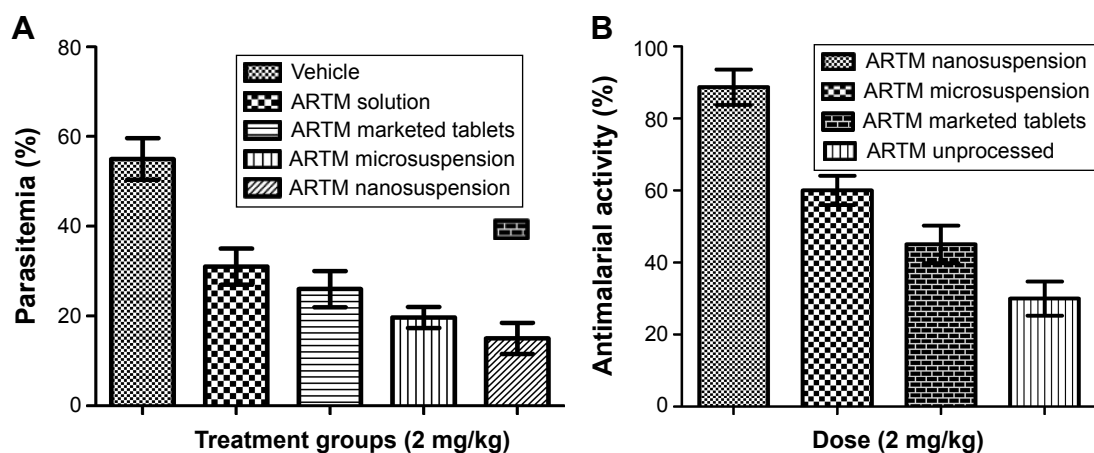 A
80
60
40
20
0
Parasitemia (%)
Vehicle
ARTM solution
ARTM marketed tablets
ARTM microsuspension
ARTM nanosuspension
Treatment groups (2 mg/kg)
B
100
80
60
40
20
0
Antimalarial activity (%)
ARTM nanosuspension
ARTM microsuspension
ARTM marketed tablets
ARTM unprocessed
Dose (2 mg/kg)